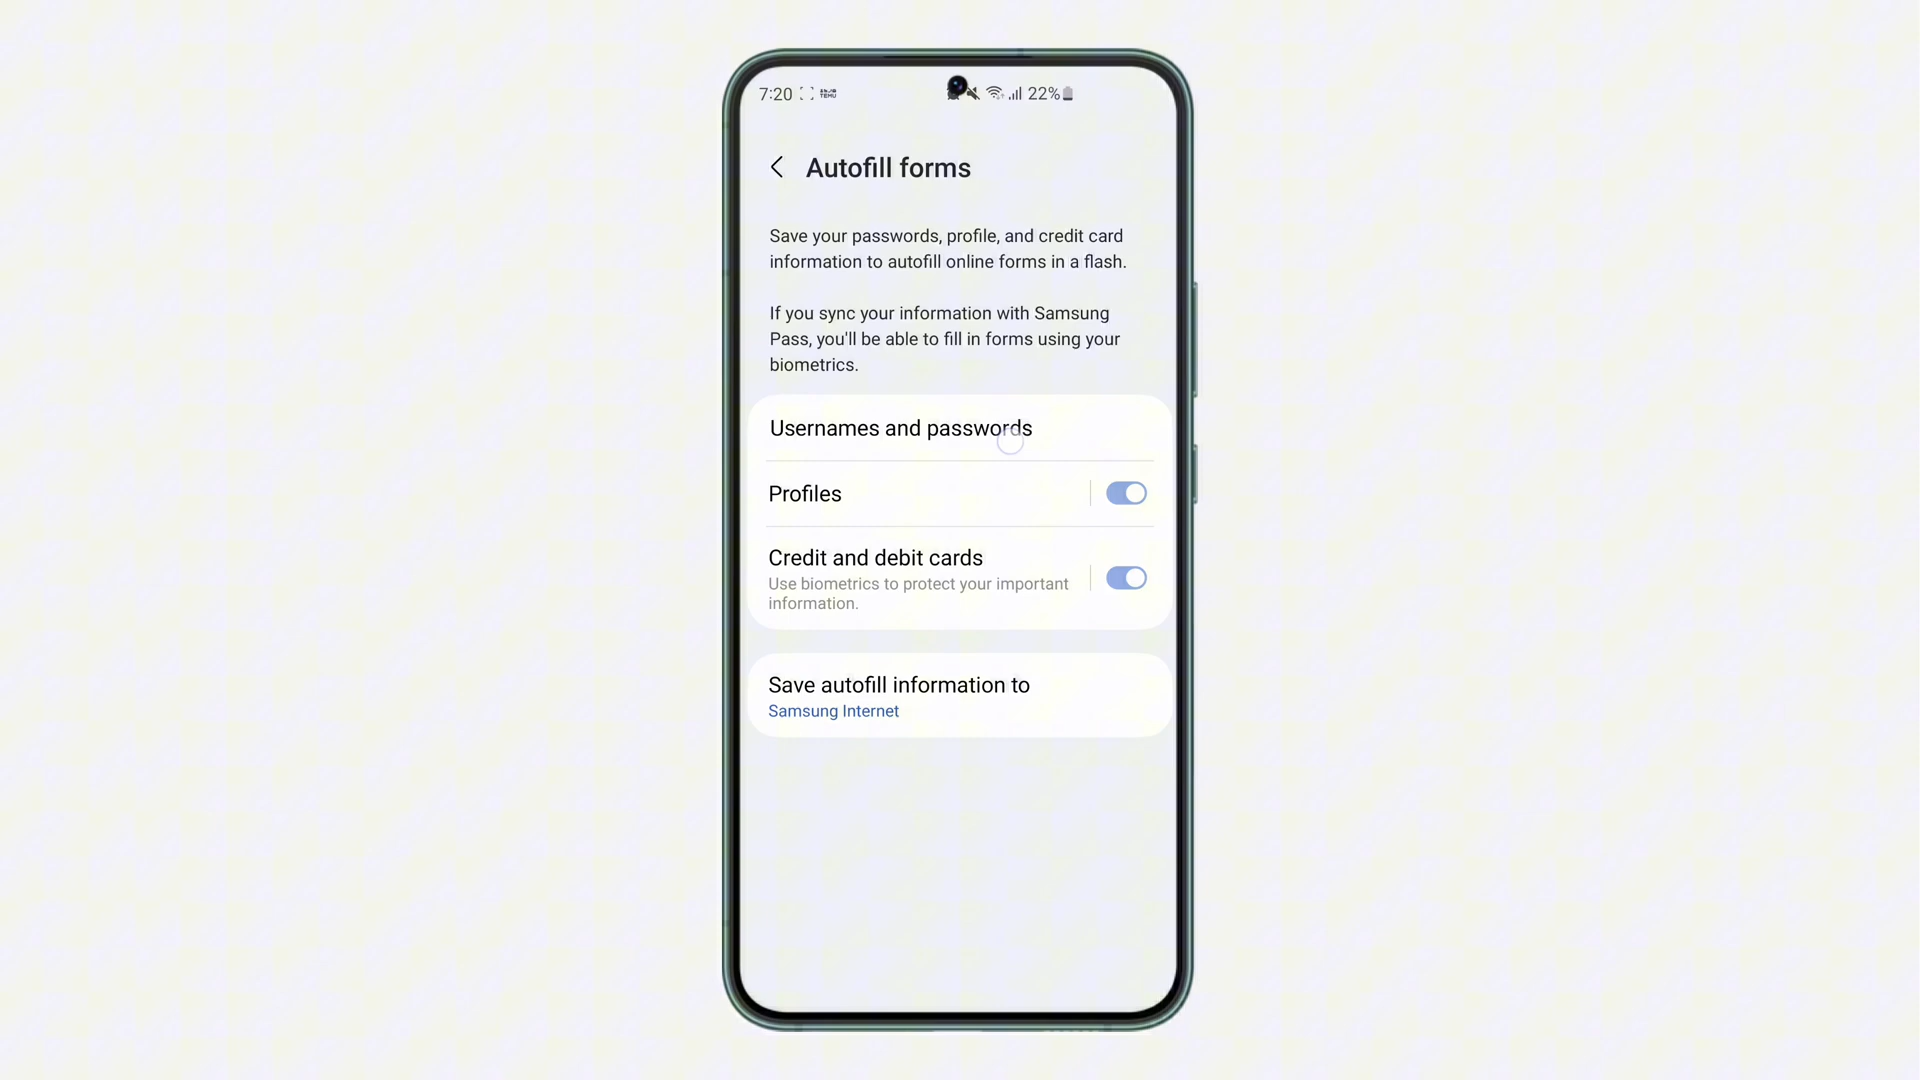 7:20 TEMU 22%
Autofill forms
Save your passwords, profile, and credit card
information to autofill online forms in a flash.
If you sync your information with Samsung
Pass, you'll be able to fill in forms using your
biometrics.
Usernames and passwords
Profiles
Credit and debit cards
Use biometrics to protect your important
information.
Save autofill information to
Samsung Internet